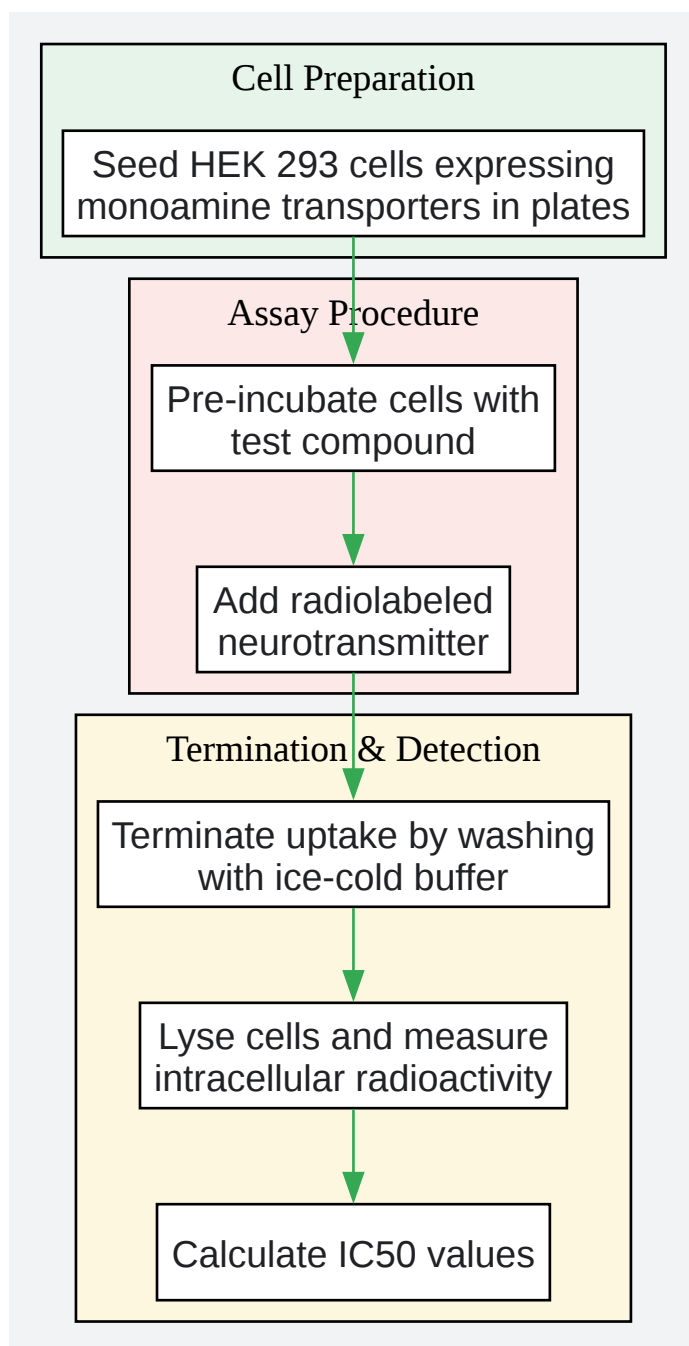 Cell Preparation
Seed HEK 293 cells expressing
monoamine transporters in plates
Assay Procedure
Pre-incubate cells with
test compound
Add radiolabeled
neurotransmitter
Termination & Detection
Terminate uptake by washing
with ice-cold buffer
Lyse cells and measure
intracellular radioactivity
Calculate IC50 values